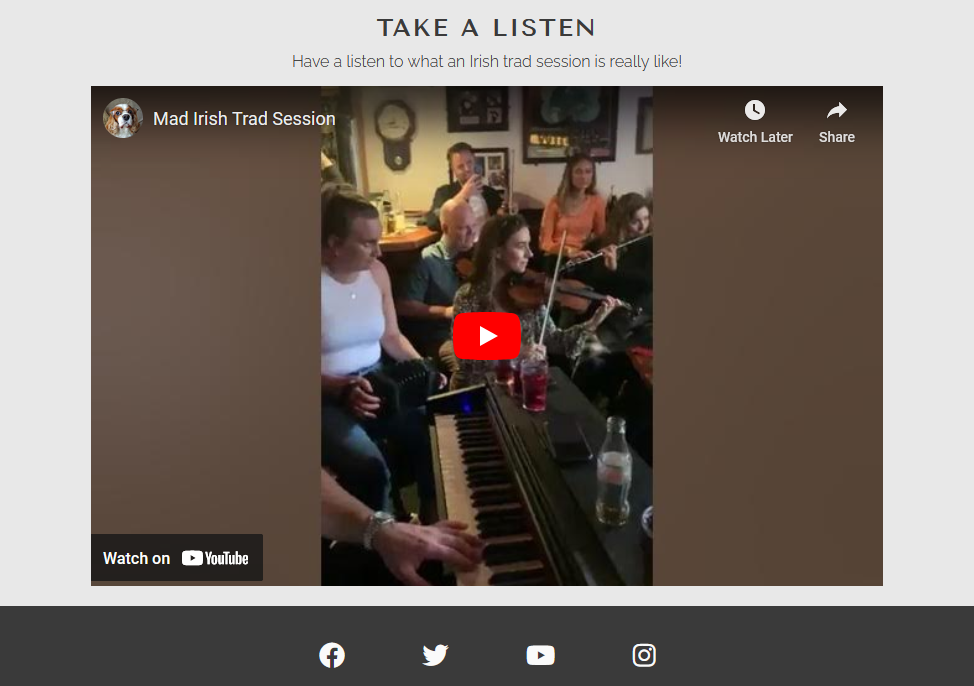 TAKE A LISTEN
Have a listen to what an Irish trad session is really like!
Mad Irish Trad Session
Watch Later
Share
Watch on YouTube